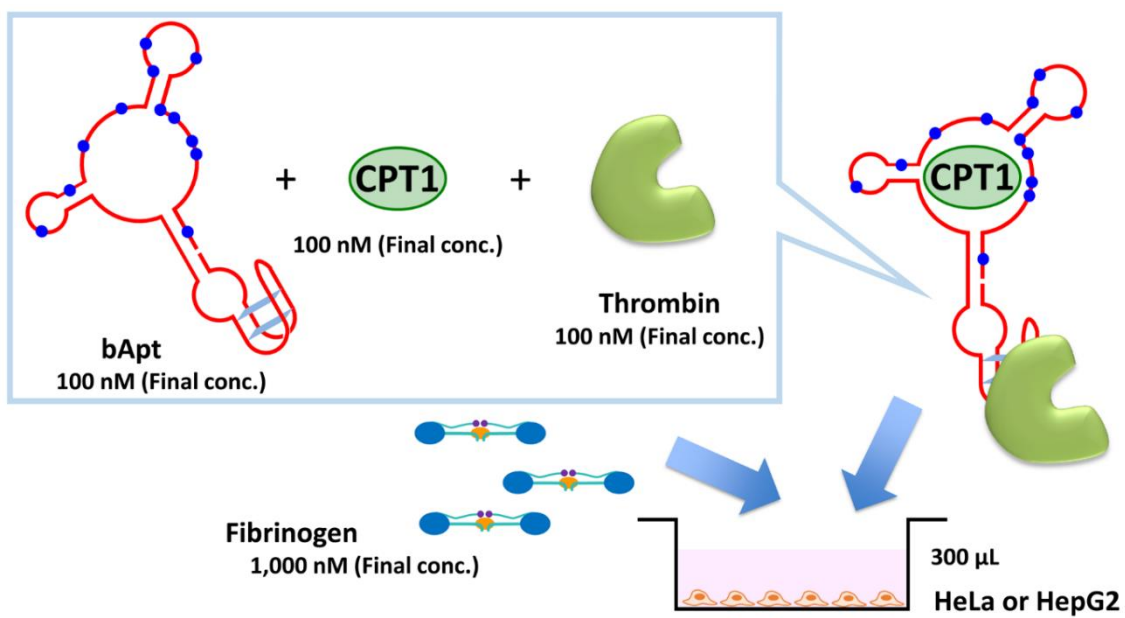 CPT1
+
CPT1
+
100 nM (Final conc.)
Thrombin
100 nM (Final conc.)
bApt
100 nM (Final conc.)
Fibrinogen
1,000 nM (Final conc.)
300 μL
HeLa or HepG2